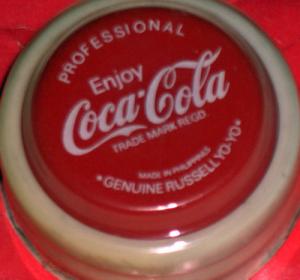 PROFESSIONAL
Enjoy
Coca-Cola
TRADE MARK REGD
MADE IN PHILIPPINES
*GENUINE RUSSELL YO-YO*